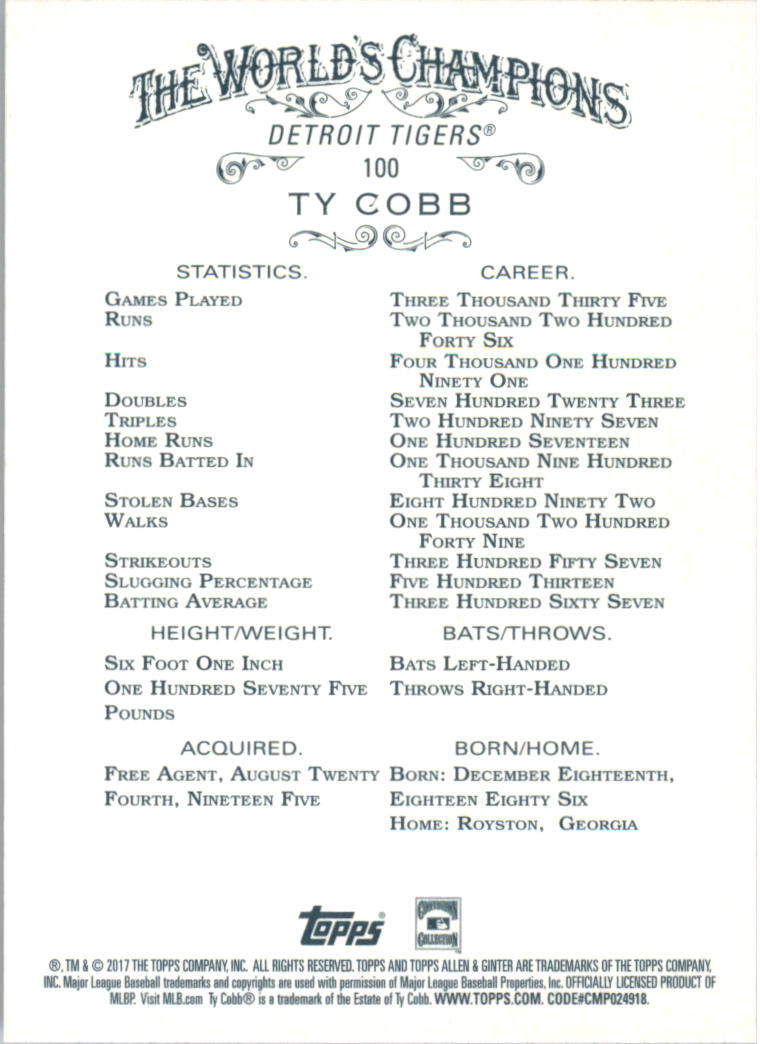 THE WORLD'S CHAMPIONS
DETROIT TIGERS®
100
TY COBB
STATISTICS. CAREER.
GAMES PLAYED THREE THOUSAND THIRTY FIVE
RUNS TWO THOUSAND TWO HUNDRED
FORTY SIX
HITS FOUR THOUSAND ONE HUNDRED
NINETY ONE
DOUBLES SEVEN HUNDRED TWENTY THREE
TRIPLES TWO HUNDRED NINETY SEVEN
HOME RUNS ONE HUNDRED SEVENTEEN
RUNS BATTED IN ONE THOUSAND NINE HUNDRED
THIRTY EIGHT
STOLEN BASES EIGHT HUNDRED NINETY TWO
WALKS ONE THOUSAND TWO HUNDRED
FORTY NINE
STRIKEOUTS THREE HUNDRED FIFTY SEVEN
SLUGGING PERCENTAGE FIVE HUNDRED THIRTEEN
BATTING AVERAGE THREE HUNDRED SIXTY SEVEN
HEIGHT/WEIGHT. BATS/THROWS.
SIX FOOT ONE INCH BATS LEFT-HANDED
ONE HUNDRED SEVENTY FIVE THROWS RIGHT-HANDED
POUNDS
ACQUIRED. BORN/HOME.
FREE AGENT, AUGUST TWENTY BORN: DECEMBER EIGHTEENTH,
FOURTH, NINETEEN FIVE EIGHTEEN EIGHTY SIX
HOME: ROYSTON, GEORGIA
TOPPS® COOPERSTOWN
COLLECTION™
®, TM & © 2017 THE TOPPS COMPANY, INC. ALL RIGHTS RESERVED. TOPPS AND TOPPS ALLEN & GINTER ARE TRADEMARKS OF THE TOPPS COMPANY,
INC. Major League Baseball trademarks and copyrights are used with permission of Major League Baseball Properties, Inc. OFFICIALLY LICENSED PRODUCT OF
MLBP. Visit MLB.com Ty Cobb® is a trademark of the Estate of Ty Cobb. WWW.TOPPS.COM. CODE#CMP024918.